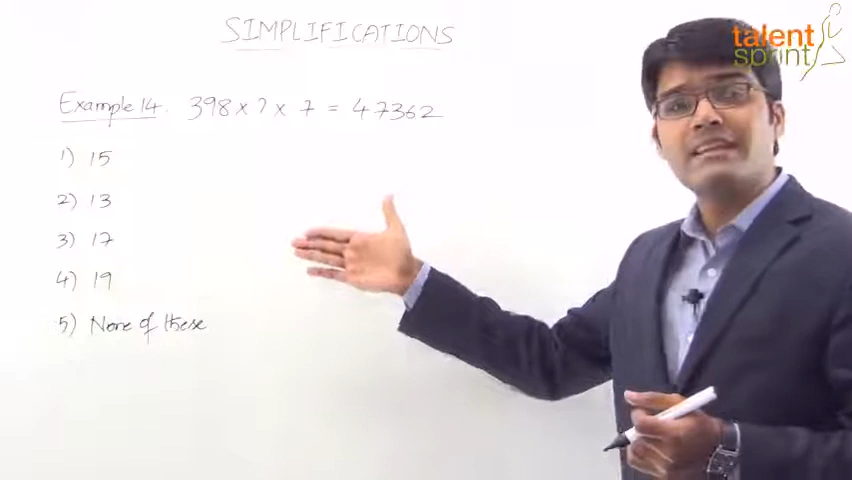 SIMPLIFICATIONS
talent
sprint
Example 14. 398 × ? × 7 = 47362
1) 15
2) 13
3) 17
4) 19
5) None of these